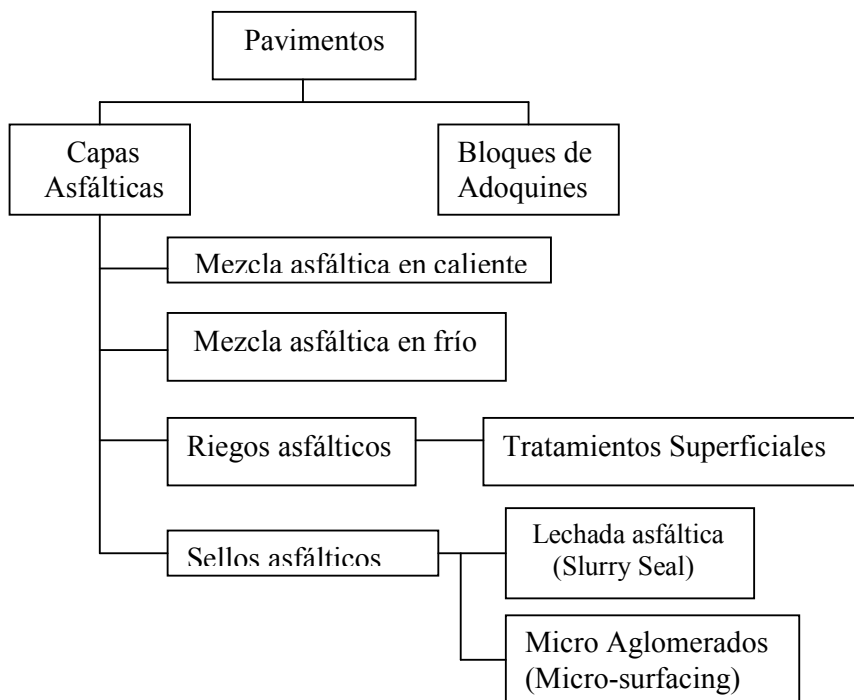 Pavimentos
Capas
Asfálticas
Bloques de
Adoquines
Mezcla asfáltica en caliente
Mezcla asfáltica en frío
Riegos asfálticos
Tratamientos Superficiales
Sellos asfálticos
Lechada asfáltica
(Slurry Seal)
Micro Aglomerados
(Micro-surfacing)